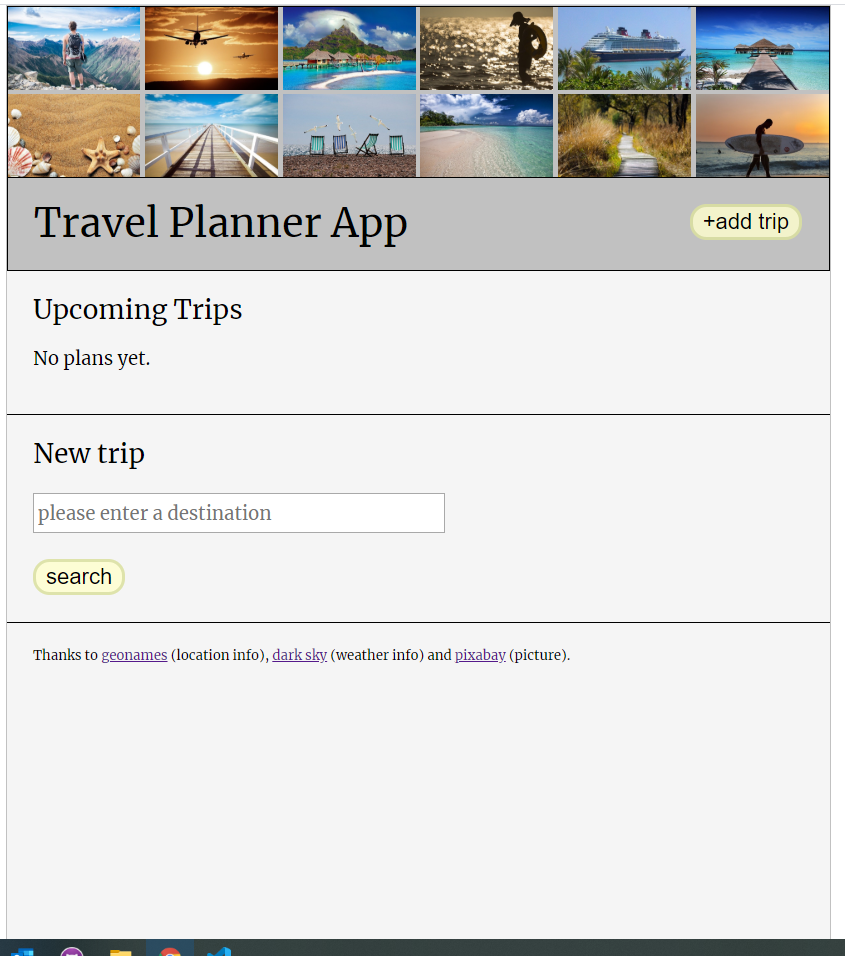 Travel Planner App
+add trip
Upcoming Trips
No plans yet.
New trip
please enter a destination
search
Thanks to geonames (location info), dark sky (weather info) and pixabay (picture).